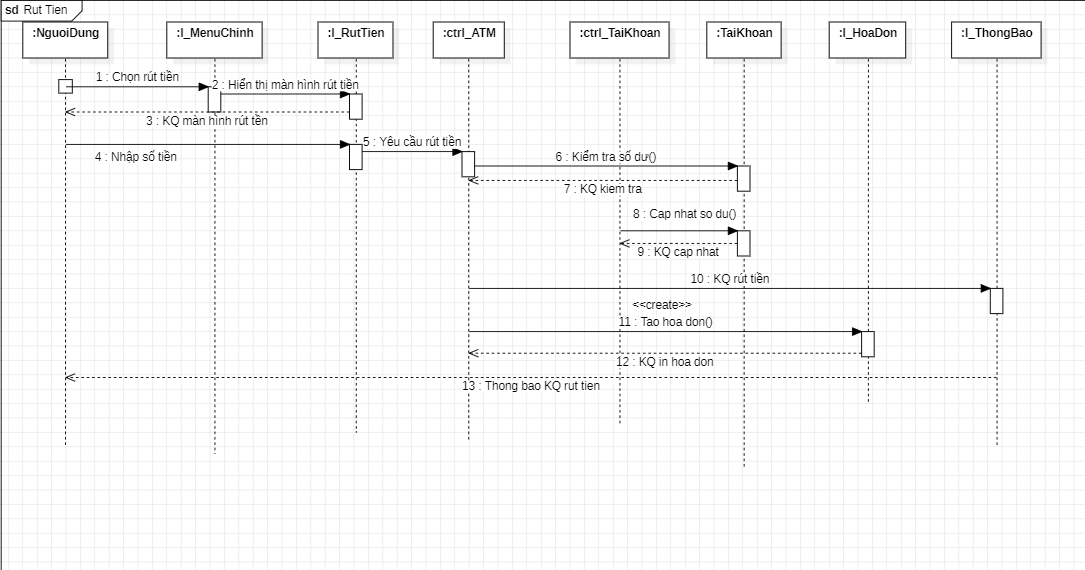 sd Rut Tien
:NguoiDung
:I_MenuChinh
:I_RutTien
:ctrl_ATM
:ctrl_TaiKhoan
:TaiKhoan
:I_HoaDon
:I_ThongBao
1 : Chọn rút tiền
2 : Hiển thị màn hình rút tiền
3 : KQ màn hình rút tền
4 : Nhập số tiền
5 : Yêu cầu rút tiền
6 : Kiểm tra số dư()
7 : KQ kiem tra
8 : Cap nhat so du()
9 : KQ cap nhat
10 : KQ rút tiền
<<create>>
11 : Tao hoa don()
12 : KQ in hoa don
13 : Thong bao KQ rut tien